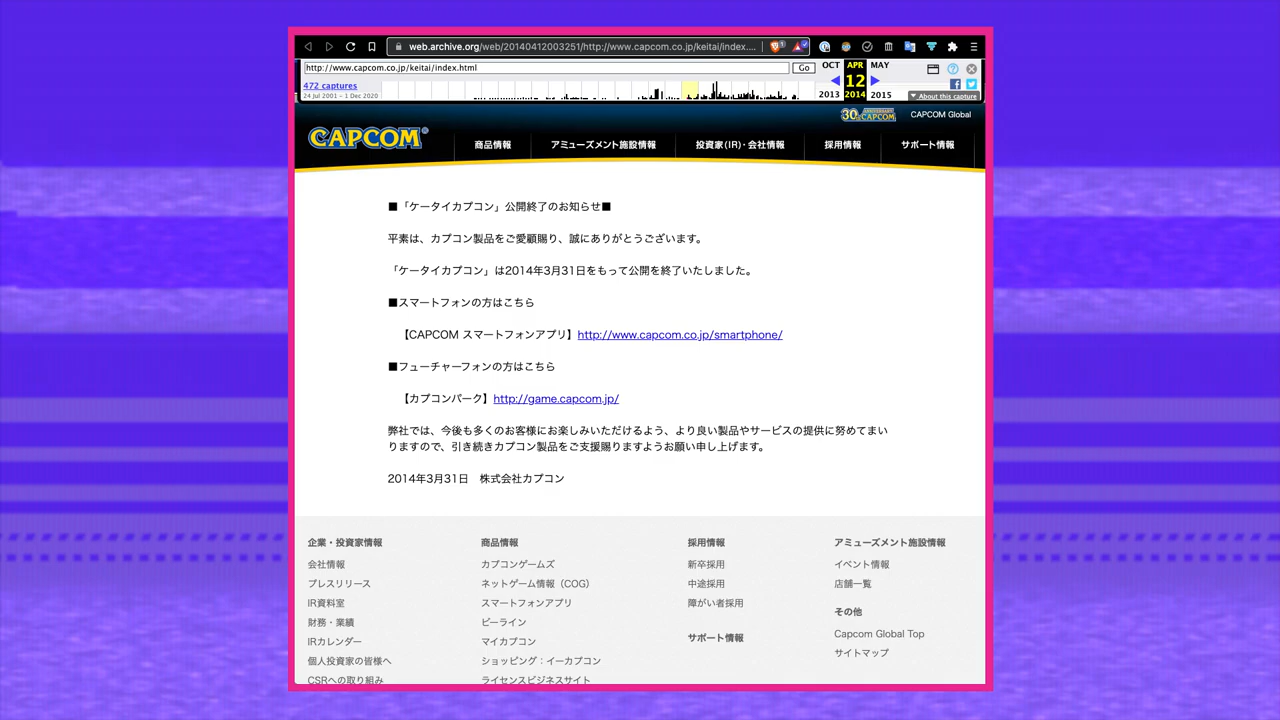 web.archive.org/web/20140412003251/http://www.capcom.co.jp/keitai/index....
http://www.capcom.co.jp/keitai/index.html
Go
OCT APR MAY
472 captures
12
24 Jul 2001 - 1 Dec 2020
2013 2014 2015
About this capture
30th ANNIVERSARY CAPCOM
CAPCOM Global
CAPCOM
商品情報 アミューズメント施設情報 投資家(IR)・会社情報 採用情報 サポート情報
■「ケータイカプコン」公開終了のお知らせ■
平素は、カプコン製品をご愛顧賜り、誠にありがとうございます。
「ケータイカプコン」は2014年3月31日をもって公開を終了いたしました。
■スマートフォンの方はこちら
【CAPCOM スマートフォンアプリ】http://www.capcom.co.jp/smartphone/
■フューチャーフォンの方はこちら
【カプコンパーク】http://game.capcom.jp/
弊社では、今後も多くのお客様にお楽しみいただけるよう、より良い製品やサービスの提供に努めてまい
りますので、引き続きカプコン製品をご支援賜りますようお願い申し上げます。
2014年3月31日　株式会社カプコン
企業・投資家情報
会社情報
プレスリリース
IR資料室
財務・業績
IRカレンダー
個人投資家の皆様へ
CSRへの取り組み
商品情報
カプコンゲームズ
ネットゲーム情報（COG）
スマートフォンアプリ
ビーライン
マイカプコン
ショッピング：イーカプコン
ライセンスビジネスサイト
採用情報
新卒採用
中途採用
障がい者採用
サポート情報
アミューズメント施設情報
イベント情報
店舗一覧
その他
Capcom Global Top
サイトマップ